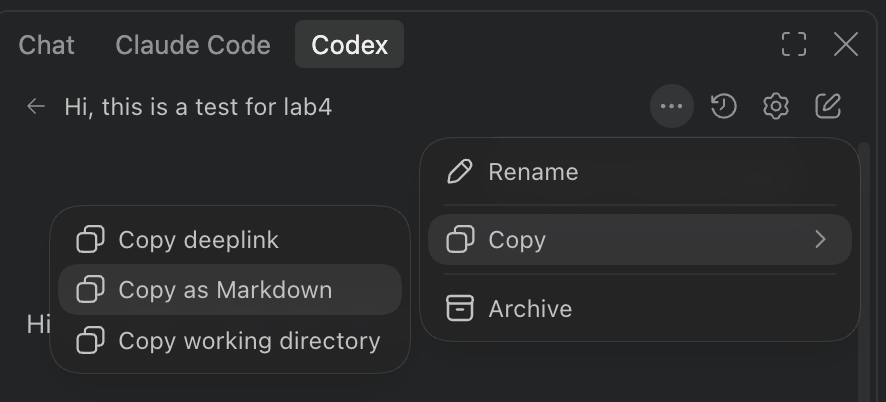 Chat Claude Code Codex
Hi, this is a test for lab4
Rename
Copy
Archive
Copy deeplink
Copy as Markdown
Copy working directory
Hi